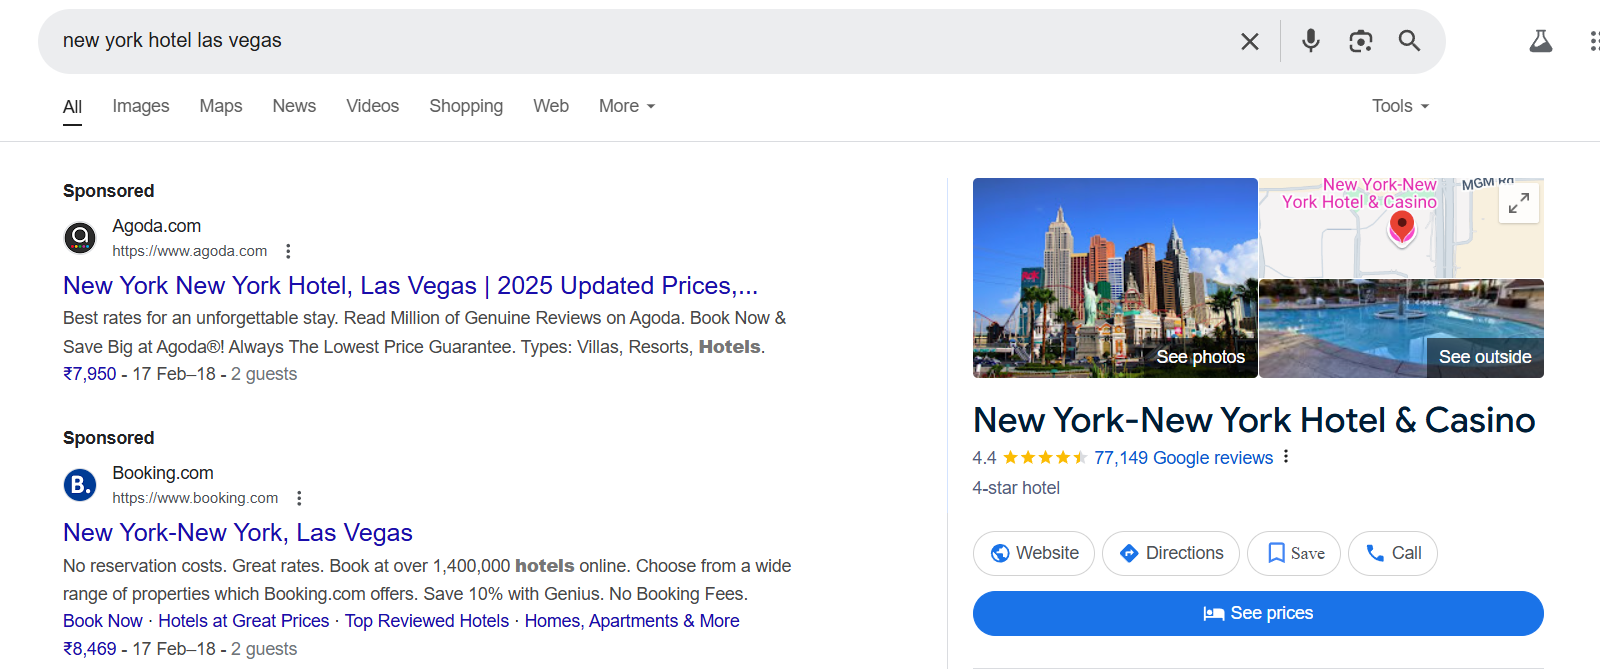 new york hotel las vegas
All Images Maps News Videos Shopping Web More Tools
Sponsored
Agoda.com
https://www.agoda.com
New York New York Hotel, Las Vegas | 2025 Updated Prices,...
Best rates for an unforgettable stay. Read Million of Genuine Reviews on Agoda. Book Now &
Save Big at Agoda®! Always The Lowest Price Guarantee. Types: Villas, Resorts, Hotels.
₹7,950 - 17 Feb–18 - 2 guests
Sponsored
B.
Booking.com
https://www.booking.com
New York-New York, Las Vegas
No reservation costs. Great rates. Book at over 1,400,000 hotels online. Choose from a wide
range of properties which Booking.com offers. Save 10% with Genius. No Booking Fees.
Book Now · Hotels at Great Prices · Top Reviewed Hotels · Homes, Apartments & More
₹8,469 - 17 Feb–18 - 2 guests
See photos
New York-New
York Hotel & Casino
MGM Rd
See outside
New York-New York Hotel & Casino
4.4 77,149 Google reviews
4-star hotel
Website Directions Save Call
See prices